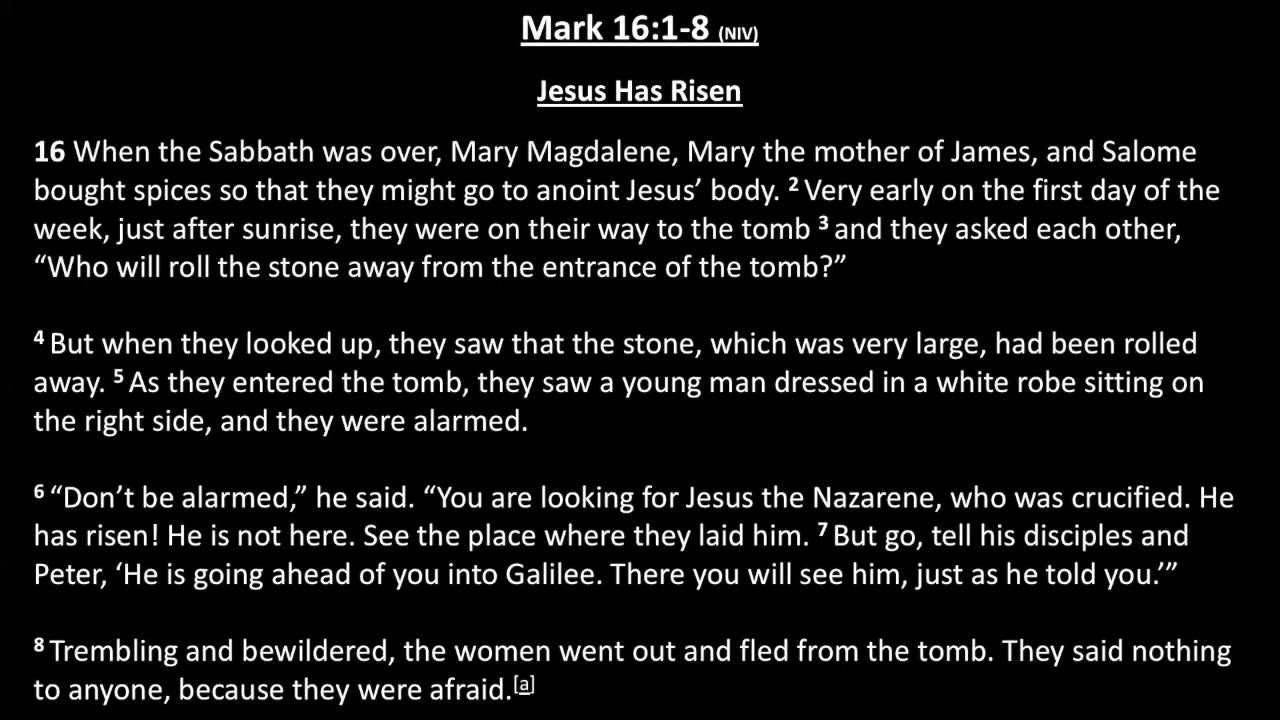 Mark 16:1-8 (NIV)
Jesus Has Risen
16 When the Sabbath was over, Mary Magdalene, Mary the mother of James, and Salome
bought spices so that they might go to anoint Jesus’ body. 2 Very early on the first day of the
week, just after sunrise, they were on their way to the tomb 3 and they asked each other,
“Who will roll the stone away from the entrance of the tomb?”
4 But when they looked up, they saw that the stone, which was very large, had been rolled
away. 5 As they entered the tomb, they saw a young man dressed in a white robe sitting on
the right side, and they were alarmed.
6 “Don’t be alarmed,” he said. “You are looking for Jesus the Nazarene, who was crucified. He
has risen! He is not here. See the place where they laid him. 7 But go, tell his disciples and
Peter, ‘He is going ahead of you into Galilee. There you will see him, just as he told you.’”
8 Trembling and bewildered, the women went out and fled from the tomb. They said nothing
to anyone, because they were afraid.[a]